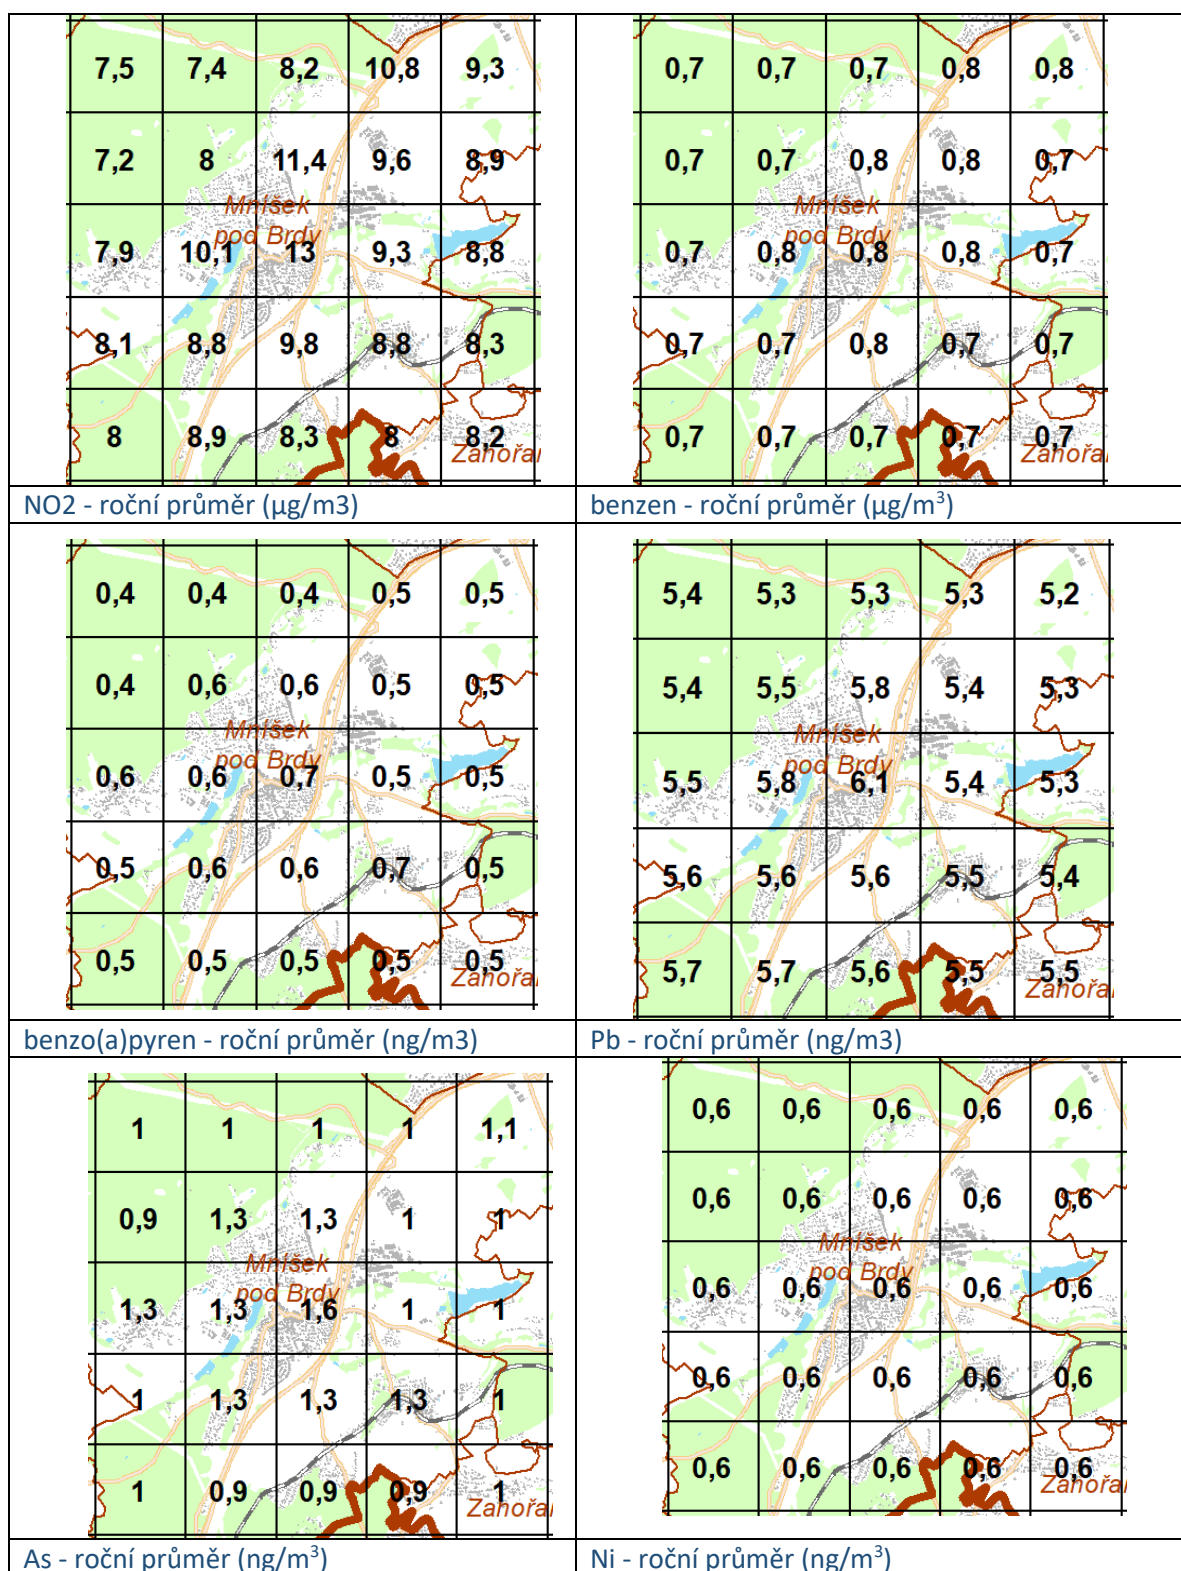 7,5 7,4 8,2 10,8 9,3
7,2 8 11,4 9,6 8,9
Mníšek
pod Brdy
7,9 10,1 13 9,3 8,8
8,1 8,8 9,8 8,8 8,3
8 8,9 8,3 8 8,2
Zahořa
NO2 - roční průměr (µg/m3)
0,7 0,7 0,7 0,8 0,8
0,7 0,7 0,8 0,8 0,7
Mníšek
pod Brdy
0,7 0,8 0,8 0,8 0,7
0,7 0,7 0,8 0,7 0,7
0,7 0,7 0,7 0,7 0,7
Zahořa
benzen - roční průměr (µg/m³)
0,4 0,4 0,4 0,5 0,5
0,4 0,6 0,6 0,5 0,5
Mníšek
pod Brdy
0,6 0,6 0,7 0,5 0,5
0,5 0,6 0,6 0,7 0,5
0,5 0,5 0,5 0,5 0,5
Zahořa
benzo(a)pyren - roční průměr (ng/m3)
5,4 5,3 5,3 5,3 5,2
5,4 5,5 5,8 5,4 5,3
Mníšek
pod Brdy
5,5 5,8 6,1 5,4 5,3
5,6 5,6 5,6 5,5 5,4
5,7 5,7 5,6 5,5 5,5
Zahořa
Pb - roční průměr (ng/m3)
1 1 1 1 1,1
0,9 1,3 1,3 1 1
Mníšek
pod Brdy
1,3 1,3 1,6 1 1
1 1,3 1,3 1,3 1
1 0,9 0,9 0,9 1
Zahořa
As - roční průměr (ng/m³)
0,6 0,6 0,6 0,6 0,6
0,6 0,6 0,6 0,6 0,6
Mníšek
pod Brdy
0,6 0,6 0,6 0,6 0,6
0,6 0,6 0,6 0,6 0,6
0,6 0,6 0,6 0,6 0,6
Zahořa
Ni - roční průměr (ng/m³)